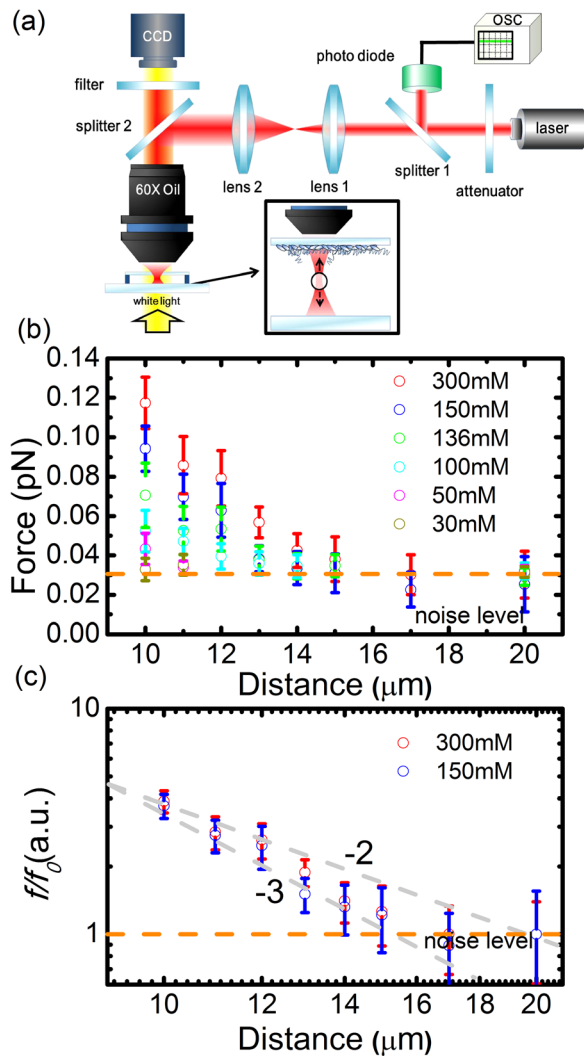 (a)
CCD
filter
splitter 2
60X Oil
white light
lens 2
lens 1
photo diode
OSC
splitter 1
attenuator
laser
(b)
Force (pN)
0.14
0.12
0.10
0.08
0.06
0.04
0.02
0.00
300mM
150mM
136mM
100mM
50mM
30mM
noise level
10 12 14 16 18 20
Distance (μm)
(c)
f/f0(a.u.)
10
1
300mM
150mM
-2
-3
noise level
10 12 14 16 18 20
Distance (μm)